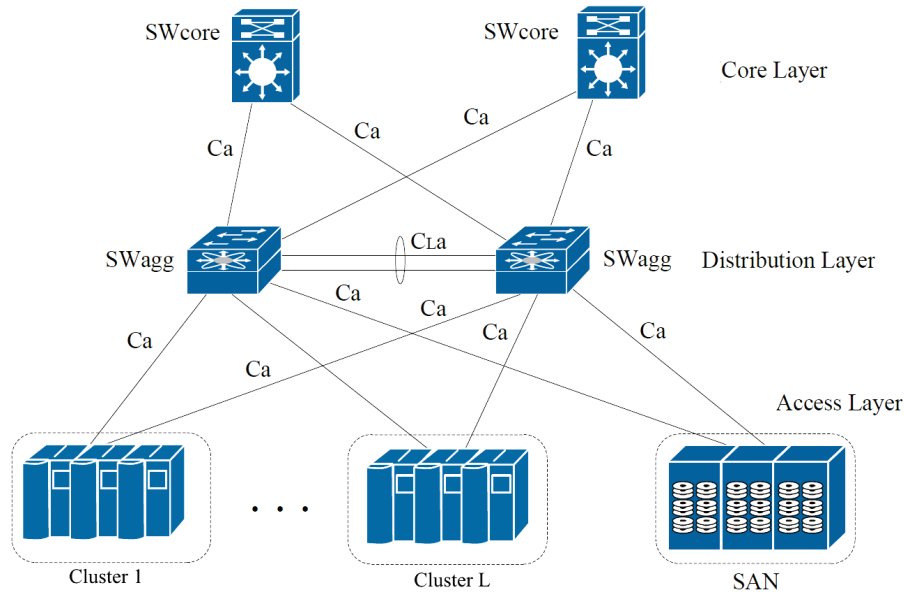 SWcore
SWcore
Core Layer
Ca
Ca
Ca
Ca
CLa
SWagg
SWagg
Distribution Layer
Ca
Ca
Ca
Ca
Ca
Ca
Access Layer
. . .
Cluster 1
Cluster L
SAN